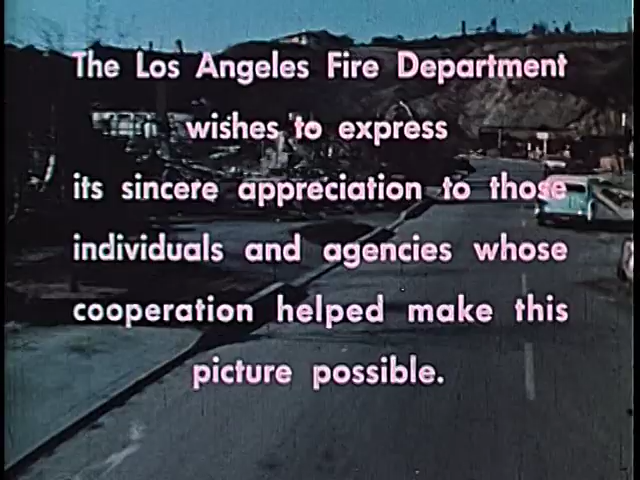 The Los Angeles Fire Department
wishes to express
its sincere appreciation to those
individuals and agencies whose
cooperation helped make this
picture possible.